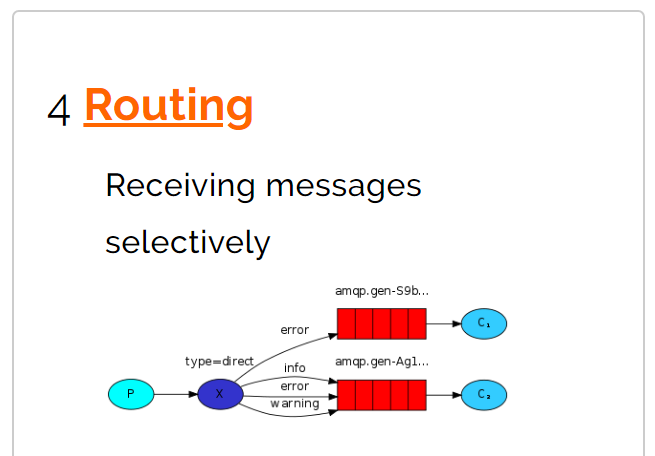 4 Routing
Receiving messages
selectively
amqp.gen-S9b...
error
C₁
type=direct
info
amqp.gen-Ag1...
error
P
X
C₂
warning